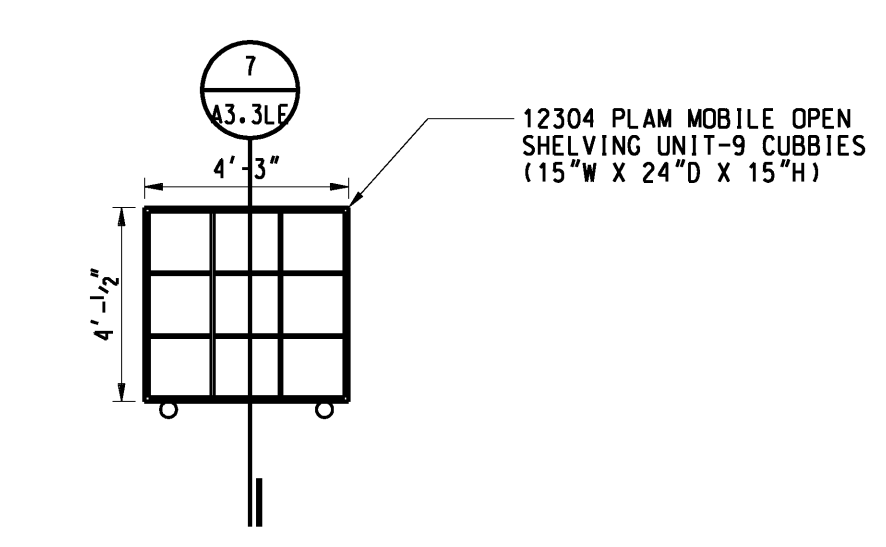 7
A3.3LE
12304 PLAM MOBILE OPEN
SHELVING UNIT-9 CUBBIES
(15"W X 24"D X 15"H)
4'-3"
4'-1/2"